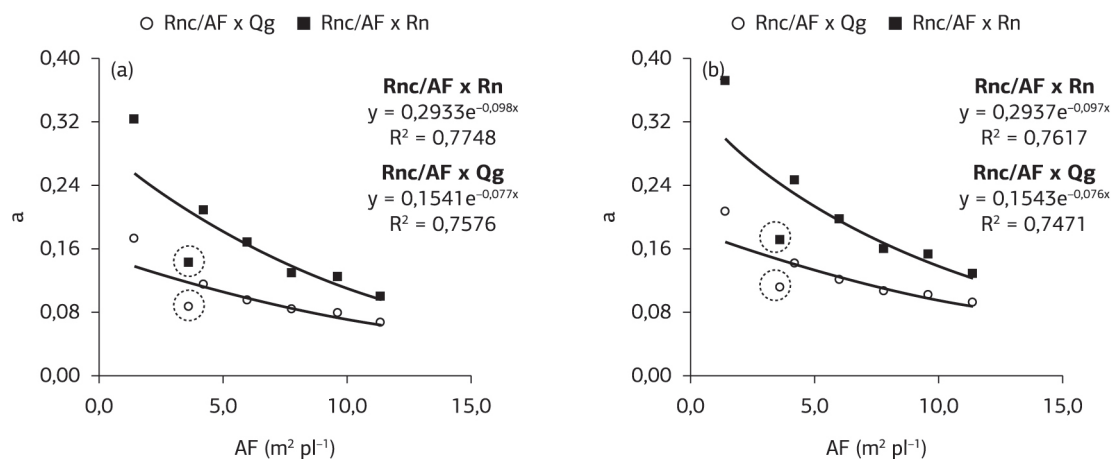 Rnc/AF x Qg Rnc/AF x Rn
(a)
Rnc/AF x Rn
y = 0,2933e^–0,098x
R² = 0,7748
Rnc/AF x Qg
y = 0,1541e^–0,077x
R² = 0,7576
a
0,40
0,32
0,24
0,16
0,08
0,00
0,0 5,0 10,0 15,0
AF (m² pl⁻¹)
Rnc/AF x Qg Rnc/AF x Rn
(b)
Rnc/AF x Rn
y = 0,2937e^–0,097x
R² = 0,7617
Rnc/AF x Qg
y = 0,1543e^–0,076x
R² = 0,7471
a
0,40
0,32
0,24
0,16
0,08
0,00
0,0 5,0 10,0 15,0
AF (m² pl⁻¹)